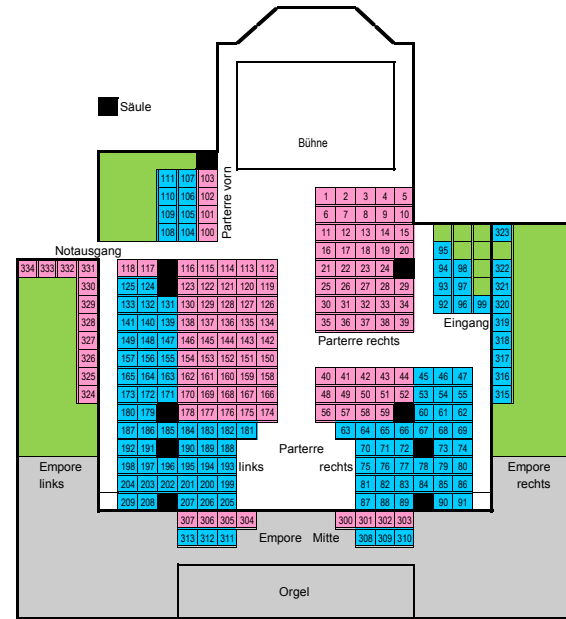 Säule
Bühne
Parterre vorn
111 107 103
110 106 102 1 2 3 4 5
109 105 101 6 7 8 9 10
108 104 100 11 12 13 14 15 323
Notausgang 16 17 18 19 20 95
334 333 332 331 118 117 116 115 114 113 112 21 22 23 24 94 98 322
330 125 124 123 122 121 120 119 25 26 27 28 29 93 97 321
329 133 132 131 130 129 128 127 126 30 31 32 33 34 92 96 99 320
328 141 140 139 138 137 136 135 134 35 36 37 38 39 Eingang 319
327 149 148 147 146 145 144 143 142 Parterre rechts 318
326 157 156 155 154 153 152 151 150 317
325 165 164 163 162 161 160 159 158 40 41 42 43 44 45 46 47 316
324 173 172 171 170 169 168 167 166 48 49 50 51 52 53 54 55 315
180 179 178 177 176 175 174 56 57 58 59 60 61 62
187 186 185 184 183 182 181 63 64 65 66 67 68 69
192 191 190 189 188 Parterre 70 71 72 73 74
Empore 198 197 196 195 194 193 links rechts 75 76 77 78 79 80 Empore
links 204 203 202 201 200 199 81 82 83 84 85 86 rechts
209 208 207 206 205 87 88 89 90 91
307 306 305 304 300 301 302 303
313 312 311 Empore Mitte 308 309 310
Orgel